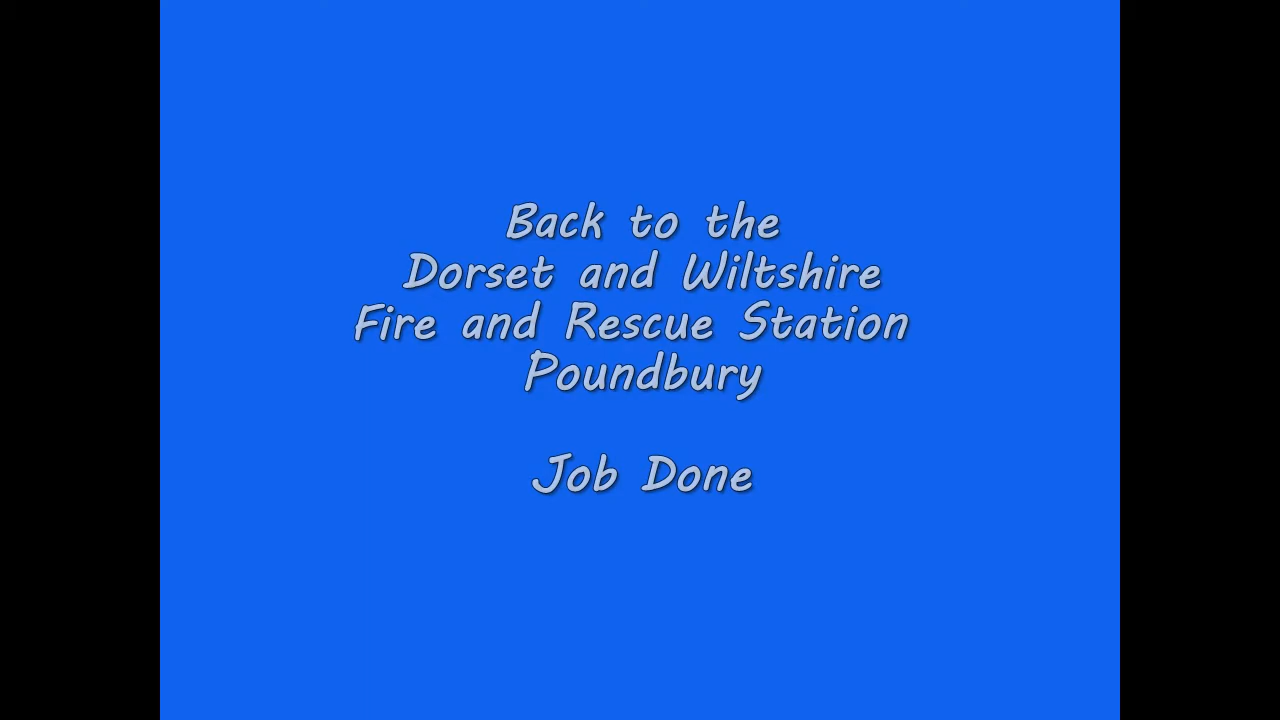 Back to the
Dorset and Wiltshire
Fire and Rescue Station
Poundbury
Job Done